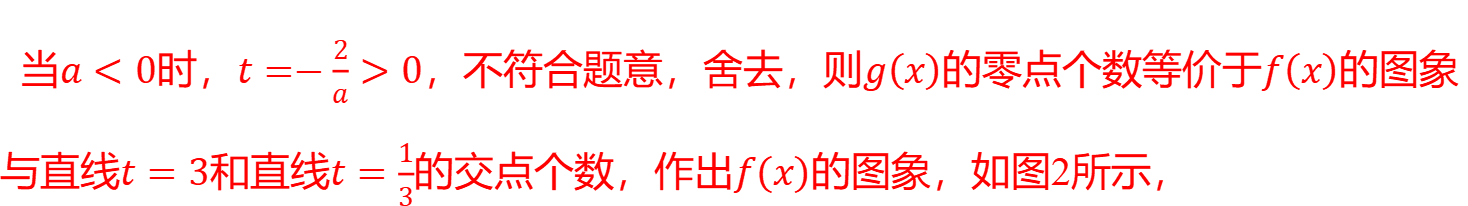 当a < 0时，t =− 2/a > 0，不符合题意，舍去，则g(x)的零点个数等价于f(x)的图象
与直线t = 3和直线t = 1/3的交点个数，作出f(x)的图象，如图2所示，